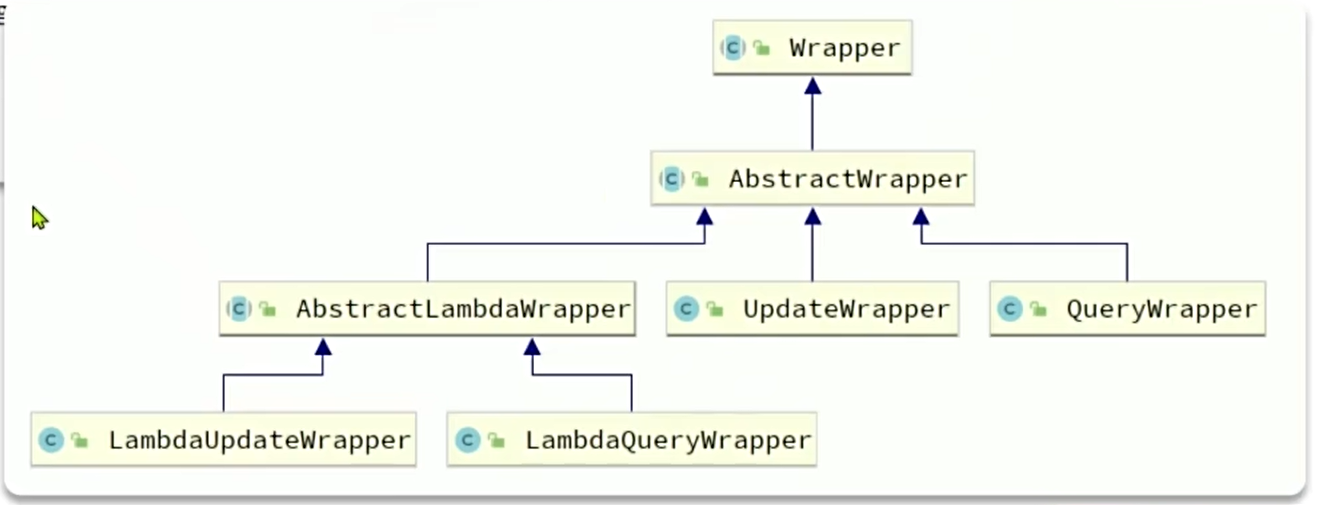 Wrapper
AbstractWrapper
AbstractLambdaWrapper
UpdateWrapper
QueryWrapper
LambdaUpdateWrapper
LambdaQueryWrapper